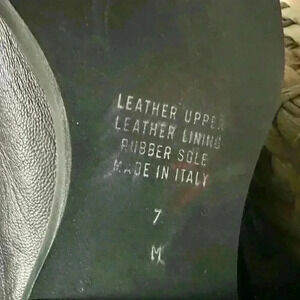 LEATHER UPPER
LEATHER LINING
RUBBER SOLE
MADE IN ITALY
7
M